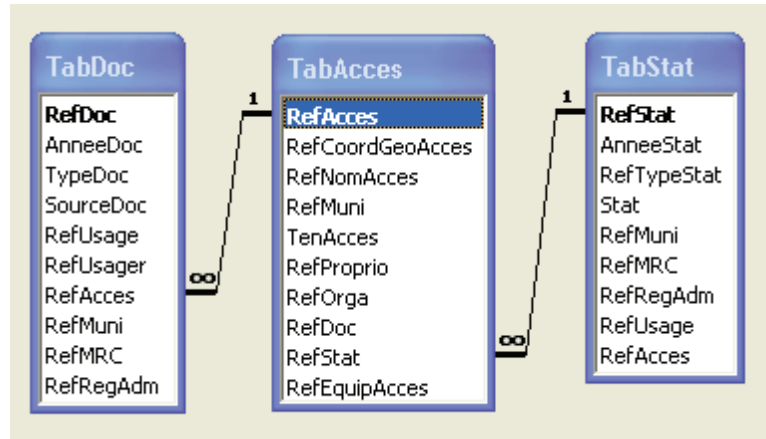 TabDoc
RefDoc
AnneeDoc
TypeDoc
SourceDoc
RefUsage
RefUsager
RefAcces
RefMuni
RefMRC
RefRegAdm
1
∞
TabAcces
RefAcces
RefCoordGeoAcces
RefNomAcces
RefMuni
TenAcces
RefProprio
RefOrga
RefDoc
RefStat
RefEquipAcces
1
∞
TabStat
RefStat
AnneeStat
RefTypeStat
Stat
RefMuni
RefMRC
RefRegAdm
RefUsage
RefAcces